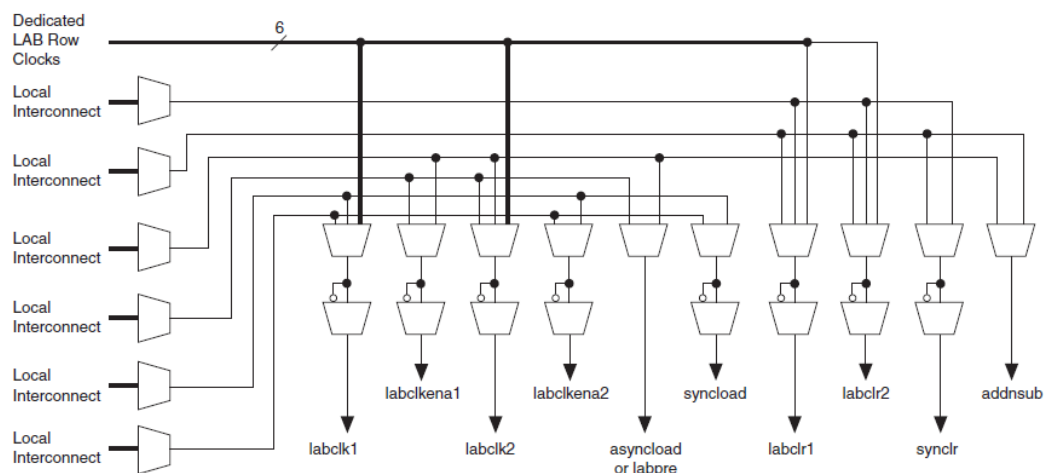 Dedicated
LAB Row
Clocks
6
Local
Interconnect
Local
Interconnect
Local
Interconnect
Local
Interconnect
Local
Interconnect
Local
Interconnect
labclkena1
labclkena2
syncload
labclr2
addnsub
labclk1
labclk2
asyncload
or labpre
labclr1
synclr